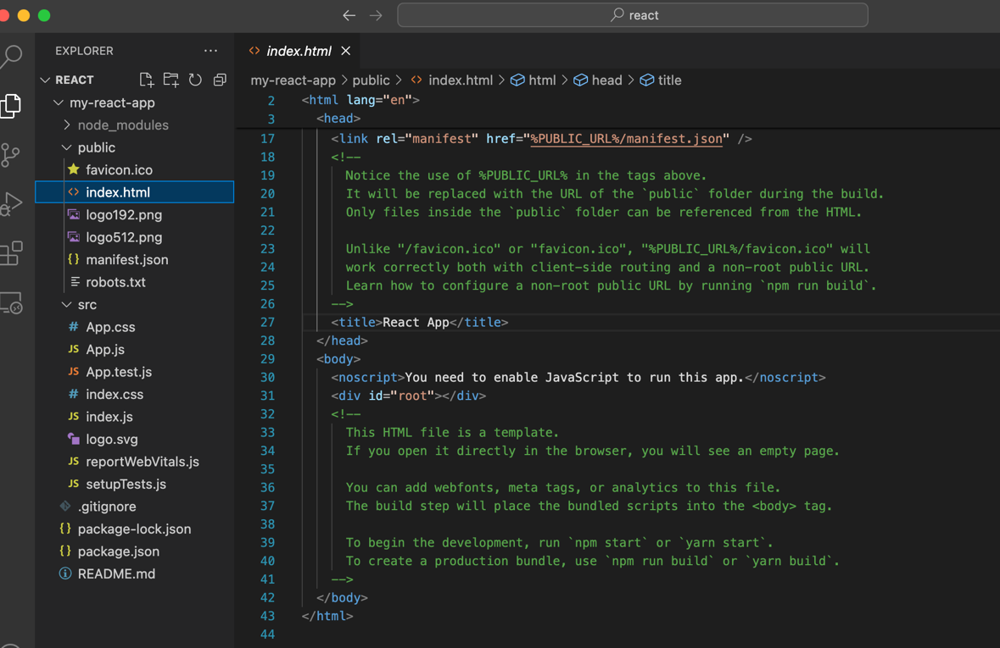 react
EXPLORER
index.html
REACT
my-react-app > public > index.html > html > head > title
my-react-app
node_modules
public
favicon.ico
index.html
logo192.png
logo512.png
manifest.json
robots.txt
src
App.css
App.js
App.test.js
index.css
index.js
logo.svg
reportWebVitals.js
setupTests.js
.gitignore
package-lock.json
package.json
README.md
2 <html lang="en">
3 <head>
17 <link rel="manifest" href="%PUBLIC_URL%/manifest.json" />
18 <!--
19 Notice the use of %PUBLIC_URL% in the tags above.
20 It will be replaced with the URL of the `public` folder during the build.
21 Only files inside the `public` folder can be referenced from the HTML.
22
23 Unlike "/favicon.ico" or "favicon.ico", "%PUBLIC_URL%/favicon.ico" will
24 work correctly both with client-side routing and a non-root public URL.
25 Learn how to configure a non-root public URL by running `npm run build`.
26 -->
27 <title>React App</title>
28 </head>
29 <body>
30 <noscript>You need to enable JavaScript to run this app.</noscript>
31 <div id="root"></div>
32 <!--
33 This HTML file is a template.
34 If you open it directly in the browser, you will see an empty page.
35
36 You can add webfonts, meta tags, or analytics to this file.
37 The build step will place the bundled scripts into the <body> tag.
38
39 To begin the development, run `npm start` or `yarn start`.
40 To create a production bundle, use `npm run build` or `yarn build`.
41 -->
42 </body>
43 </html>
44